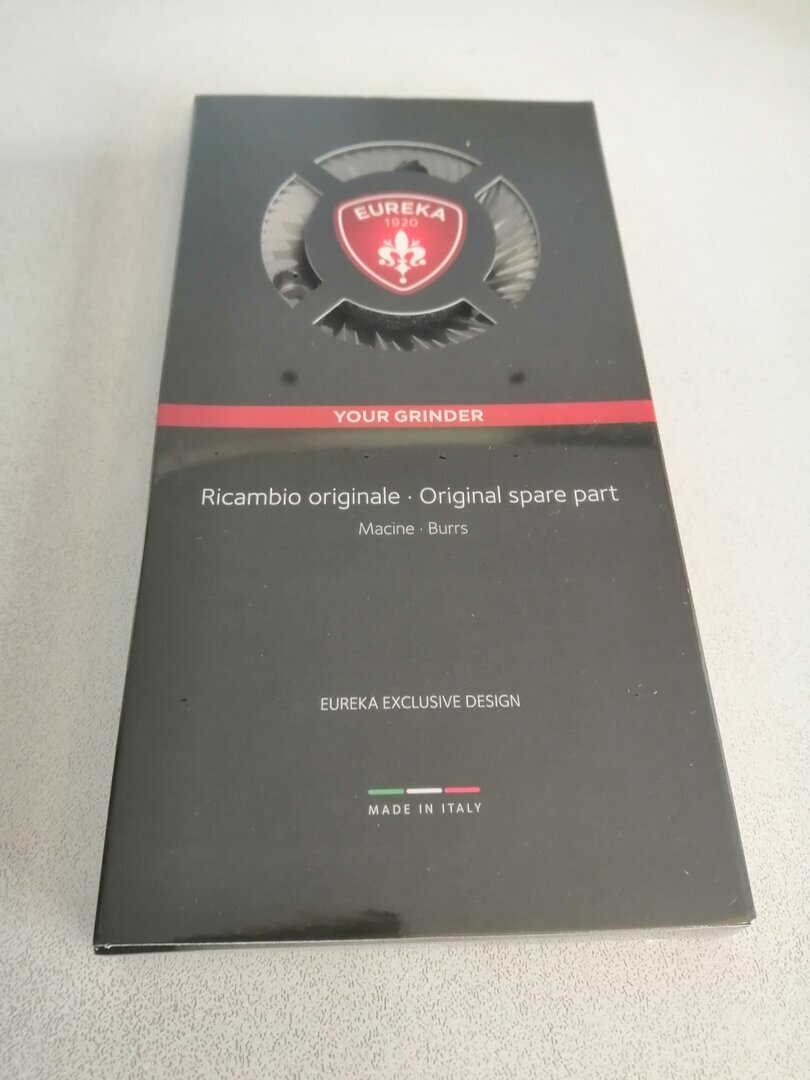 EUREKA
1920
YOUR GRINDER
Ricambio originale · Original spare part
Macine · Burrs
EUREKA EXCLUSIVE DESIGN
MADE IN ITALY